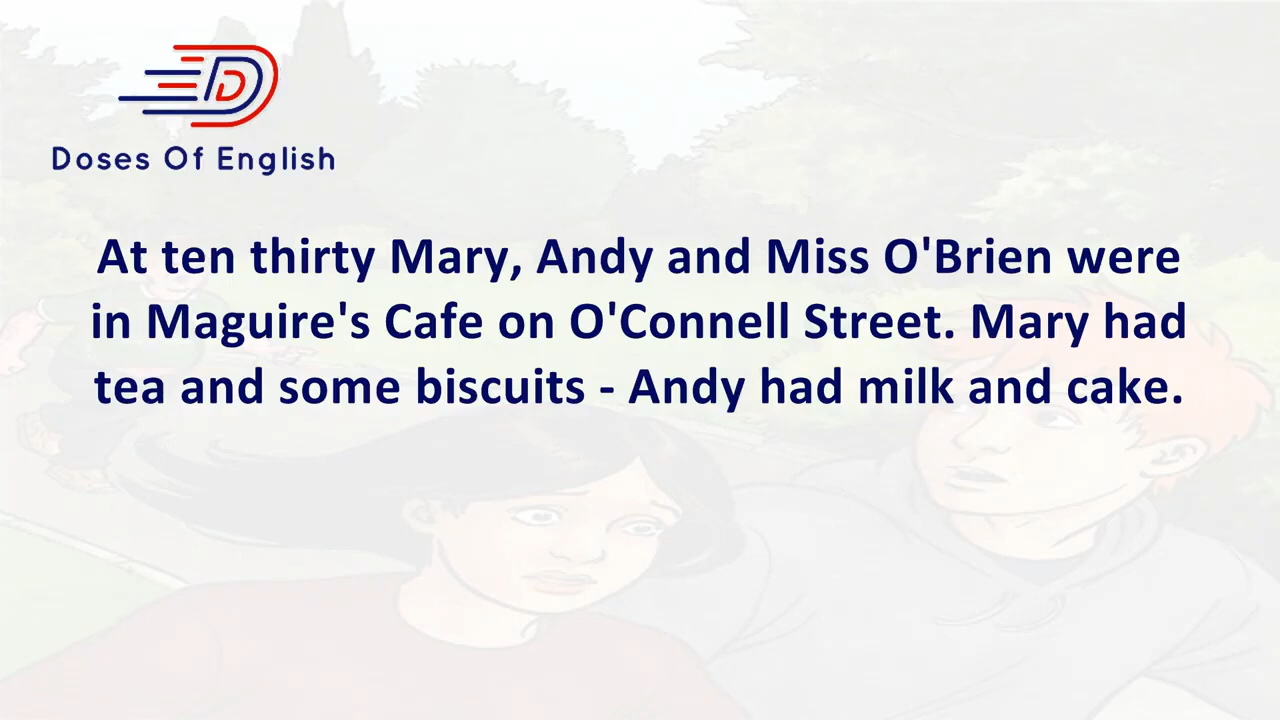 Doses Of English
At ten thirty Mary, Andy and Miss O'Brien were
in Maguire's Cafe on O'Connell Street. Mary had
tea and some biscuits - Andy had milk and cake.